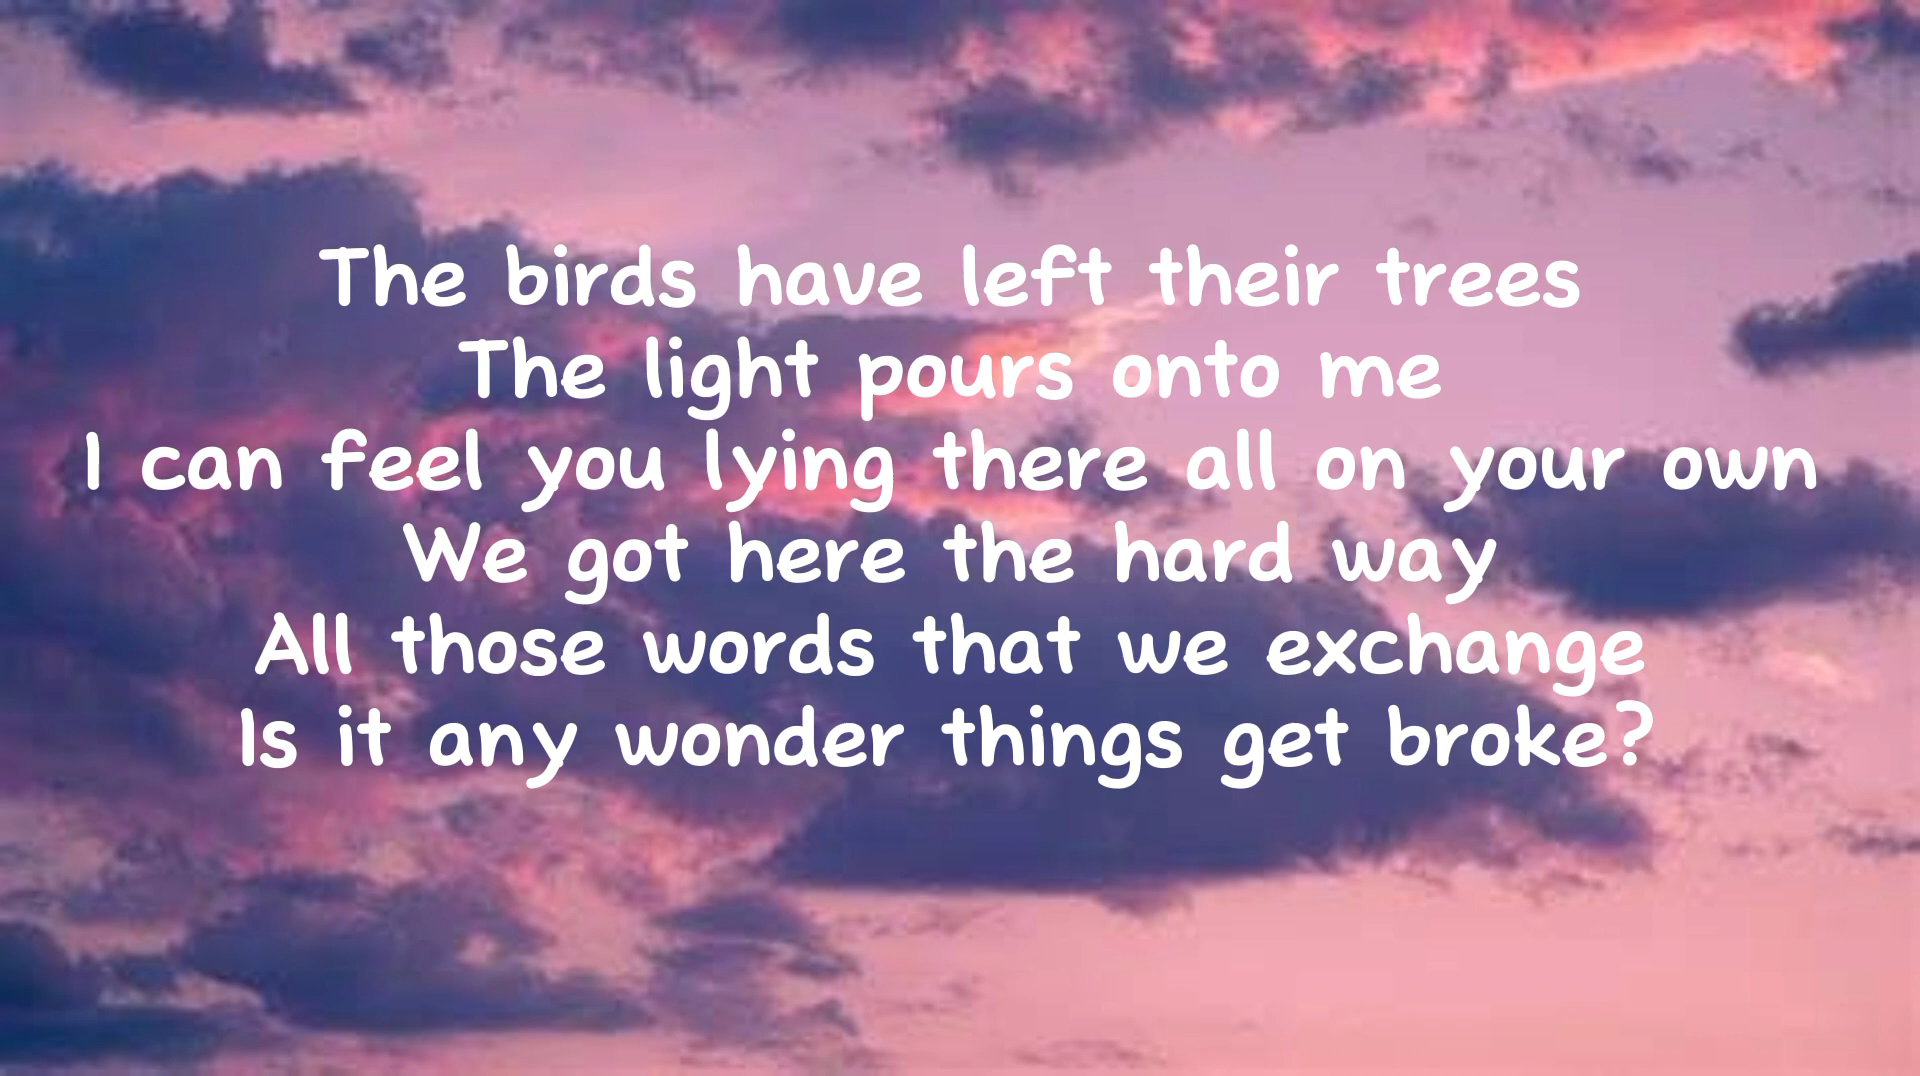 The birds have left their trees
The light pours onto me
I can feel you lying there all on your own
We got here the hard way
All those words that we exchange
Is it any wonder things get broke?